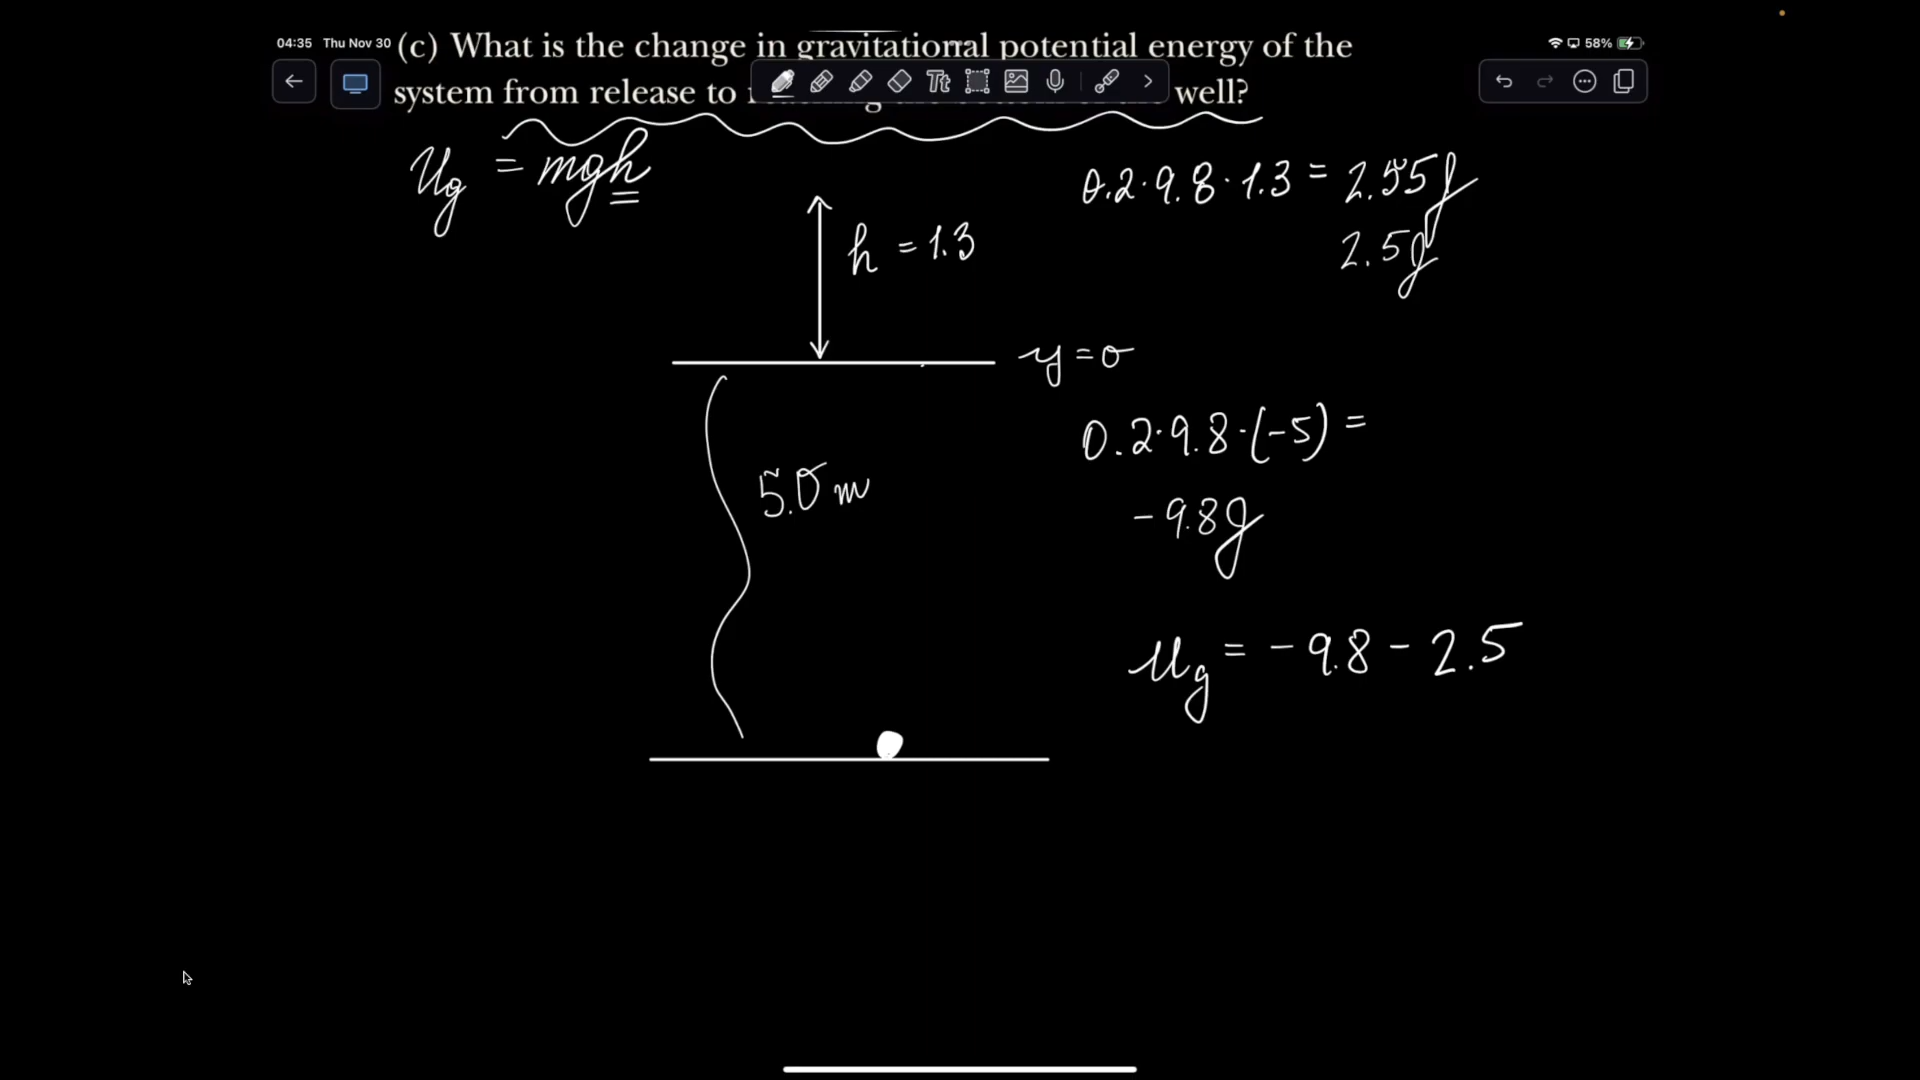 04:35 Thu Nov 30
58%
(c) What is the change in gravitational potential energy of the
system from release to well?
Tt
Ug = mgh
0.2·9.8·1.3 = 2.55J
2.5J
h = 1.3
y=0
0.2·9.8·(-5) =
5.0 m
-9.8J
Ug = -9.8 - 2.5